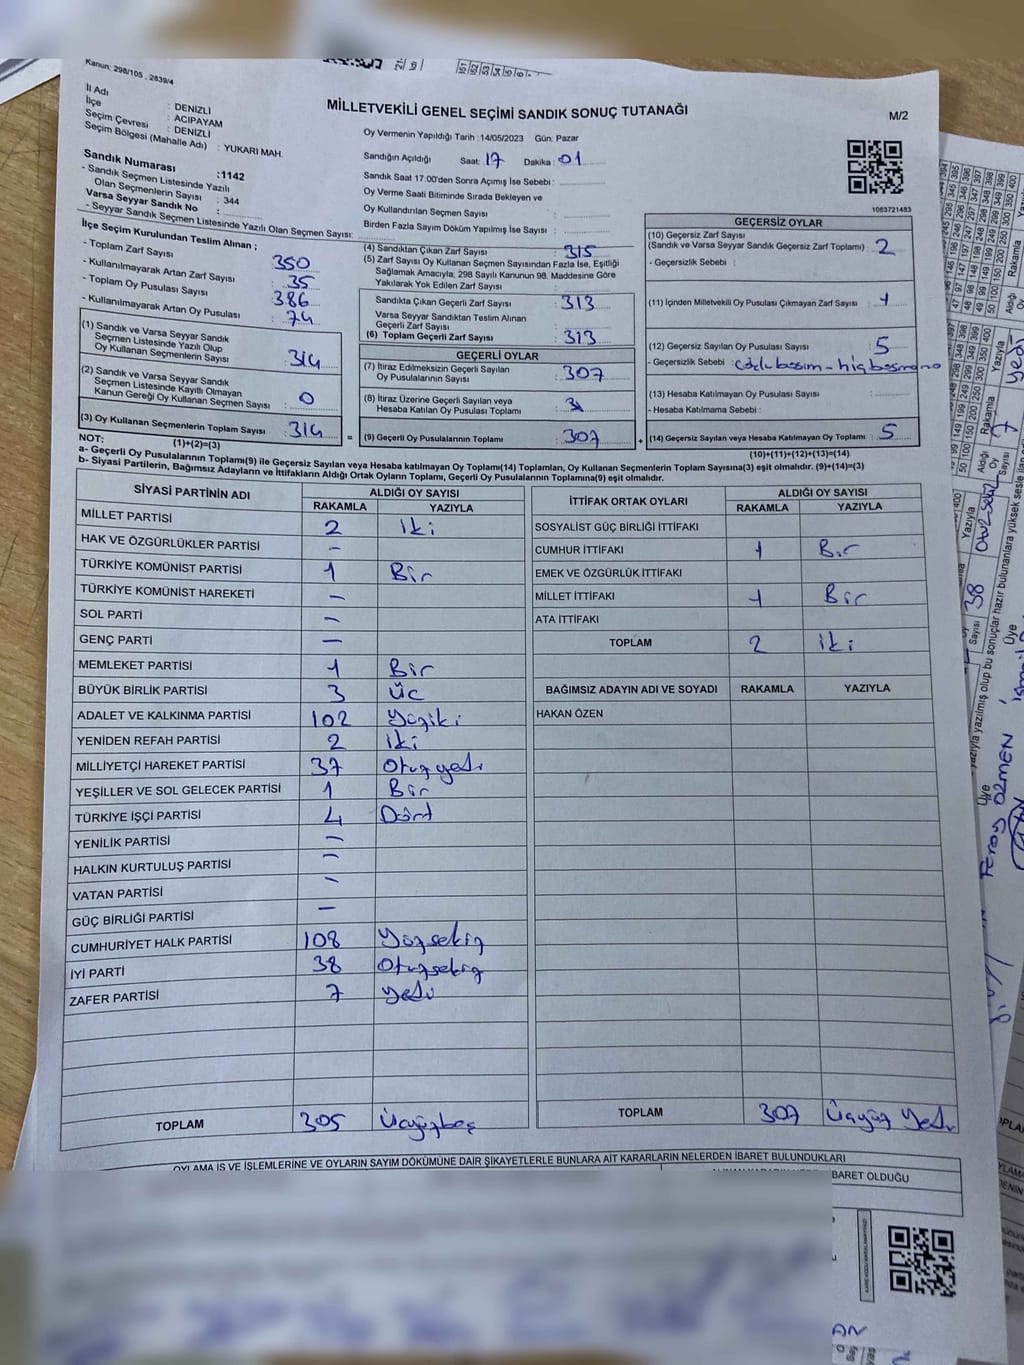 Kanun: 298/105 , 2839/4
İl Adı : DENİZLİ
İlçe : ACIPAYAM
Seçim Çevresi : DENİZLİ
Seçim Bölgesi (Mahalle Adı) : YUKARI MAH.
MİLLETVEKİLİ GENEL SEÇİMİ SANDIK SONUÇ TUTANAĞI
M/2
Oy Vermenin Yapıldığı Tarih : 14/05/2023 Gün: Pazar
Sandığın Açıldığı Saat: 17 Dakika: 01
Sandık Saat 17.00'den Sonra Açımış İse Sebebi :
Oy Verme Saati Bitiminde Sırada Bekleyen ve
Oy Kullandırılan Seçmen Sayısı :
Birden Fazla Sayım Döküm Yapılmış İse Sayısı :
1083721483
Sandık Numarası :1142
- Sandık Seçmen Listesinde Yazılı
Olan Seçmenlerin Sayısı : 344
Varsa Seyyar Sandık No :
- Seyyar Sandık Seçmen Listesinde Yazılı Olan Seçmen Sayısı:
İlçe Seçim Kurulundan Teslim Alınan ;
- Toplam Zarf Sayısı : 350
- Kullanılmayarak Artan Zarf Sayısı : 35
- Toplam Oy Pusulası Sayısı : 386
- Kullanılmayarak Artan Oy Pusulası : 74
(1) Sandık ve Varsa Seyyar Sandık
Seçmen Listesinde Yazılı Olup
Oy Kullanan Seçmenlerin Sayısı : 314
(2) Sandık ve Varsa Seyyar Sandık
Seçmen Listesinde Kayıtlı Olmayan
Kanun Gereği Oy Kullanan Seçmen Sayısı : 0
(3) Oy Kullanan Seçmenlerin Toplam Sayısı : 314
(4) Sandıktan Çıkan Zarf Sayısı : 315
(5) Zarf Sayısı Oy Kullanan Seçmen Sayısından Fazla İse, Eşitliği
Sağlamak Amacıyla, 298 Sayılı Kanunun 98. Maddesine Göre
Yakılarak Yok Edilen Zarf Sayısı :
Sandıkta Çıkan Geçerli Zarf Sayısı : 313
Varsa Seyyar Sandıktan Teslim Alınan
Geçerli Zarf Sayısı :
(6) Toplam Geçerli Zarf Sayısı : 313
GEÇERLİ OYLAR
(7) İtiraz Edilmeksizin Geçerli Sayılan
Oy Pusulalarının Sayısı : 307
(8) İtiraz Üzerine Geçerli Sayılan veya
Hesaba Katılan Oy Pusulası Toplamı :
= (9) Geçerli Oy Pusulalarının Toplamı : 307 +
GEÇERSİZ OYLAR
(10) Geçersiz Zarf Sayısı
(Sandık ve Varsa Seyyar Sandık Geçersiz Zarf Toplamı) : 2
- Geçersizlik Sebebi :
(11) İçinden Milletvekili Oy Pusulası Çıkmayan Zarf Sayısı : 1
(12) Geçersiz Sayılan Oy Pusulası Sayısı : 5
- Geçersizlik Sebebi :
(13) Hesaba Katılmayan Oy Pusulası Sayısı :
- Hesaba Katılmama Sebebi :
(14) Geçersiz Sayılan veya Hesaba Katılmayan Oy Toplamı : 5
NOT: (1)+(2)=(3)
(10)+(11)+(12)+(13)=(14)
a- Geçerli Oy Pusulalarının Toplamı(9) ile Geçersiz Sayılan veya Hesaba katılmayan Oy Toplamı(14) Toplamları, Oy Kullanan Seçmenlerin Toplam Sayısına(3) eşit olmalıdır. (9)+(14)=(3)
b- Siyasi Partilerin, Bağımsız Adayların ve İttifakların Aldığı Ortak Oyların Toplamı, Geçerli Oy Pusulalarının Toplamına(9) eşit olmalıdır.
SİYASİ PARTİNİN ADI ALDIĞI OY SAYISI
RAKAMLA YAZIYLA
MİLLET PARTİSİ 2 iki
HAK VE ÖZGÜRLÜKLER PARTİSİ –
TÜRKİYE KOMÜNİST PARTİSİ 1 Bir
TÜRKİYE KOMÜNİST HAREKETİ –
SOL PARTİ –
GENÇ PARTİ –
MEMLEKET PARTİSİ 1 Bir
BÜYÜK BİRLİK PARTİSİ 3 Üç
ADALET VE KALKINMA PARTİSİ 102 Yüziki
YENİDEN REFAH PARTİSİ 2 iki
MİLLİYETÇİ HAREKET PARTİSİ 37 Otuzyedi
YEŞİLLER VE SOL GELECEK PARTİSİ 1 Bir
TÜRKİYE İŞÇİ PARTİSİ 4 Dört
YENİLİK PARTİSİ –
HALKIN KURTULUŞ PARTİSİ –
VATAN PARTİSİ –
GÜÇ BİRLİĞİ PARTİSİ –
CUMHURİYET HALK PARTİSİ 108 Yüzsekiz
İYİ PARTİ 38 Otuzsekiz
ZAFER PARTİSİ 7 yedi
TOPLAM 305 Üçyüzbeş
İTTİFAK ORTAK OYLARI ALDIĞI OY SAYISI
RAKAMLA YAZIYLA
SOSYALİST GÜÇ BİRLİĞİ İTTİFAKI
CUMHUR İTTİFAKI 1 Bir
EMEK VE ÖZGÜRLÜK İTTİFAKI
MİLLET İTTİFAKI 1 Bir
ATA İTTİFAKI
TOPLAM 2 iki
BAĞIMSIZ ADAYIN ADI VE SOYADI RAKAMLA YAZIYLA
HAKAN ÖZEN
TOPLAM 307 Üçyüz Yedi
OYLAMA İŞ VE İŞLEMLERİNE VE OYLARIN SAYIM DÖKÜMÜNE DAİR ŞİKAYETLERLE BUNLARA AİT KARARLARIN NELERDEN İBARET BULUNDUKLARI
BARET OLDUĞU